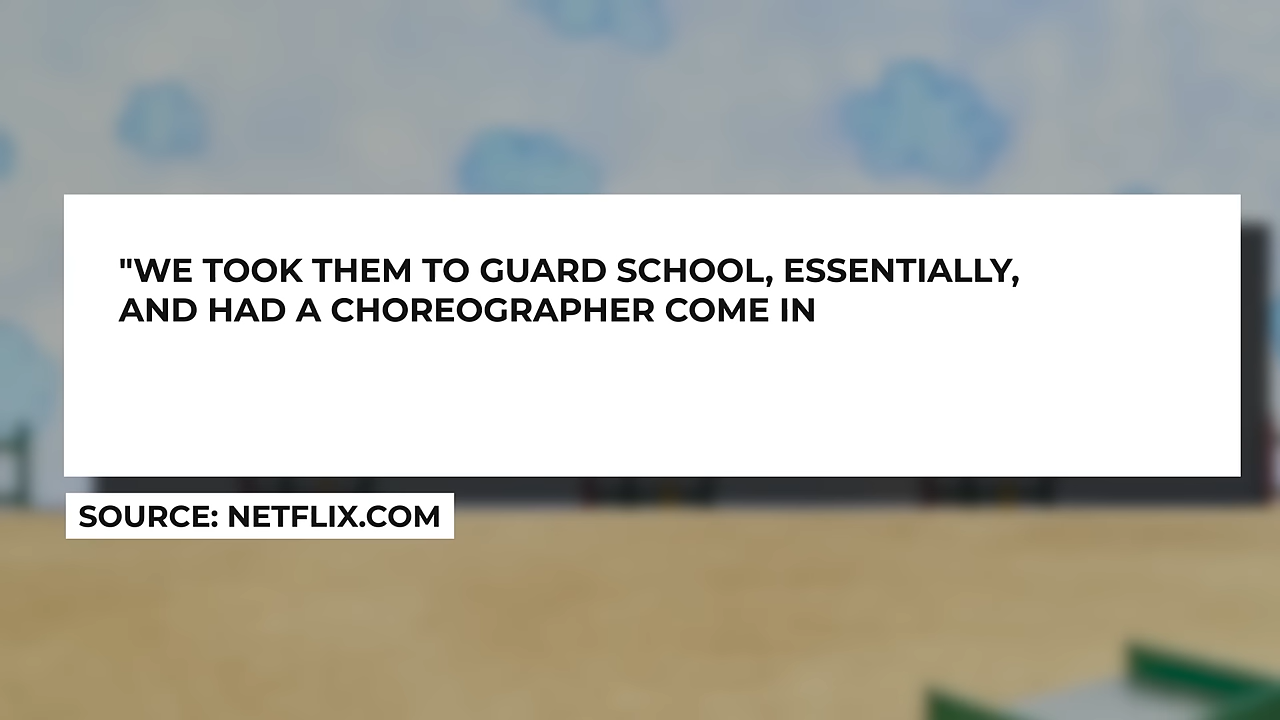 "WE TOOK THEM TO GUARD SCHOOL, ESSENTIALLY,
AND HAD A CHOREOGRAPHER COME IN
SOURCE: NETFLIX.COM